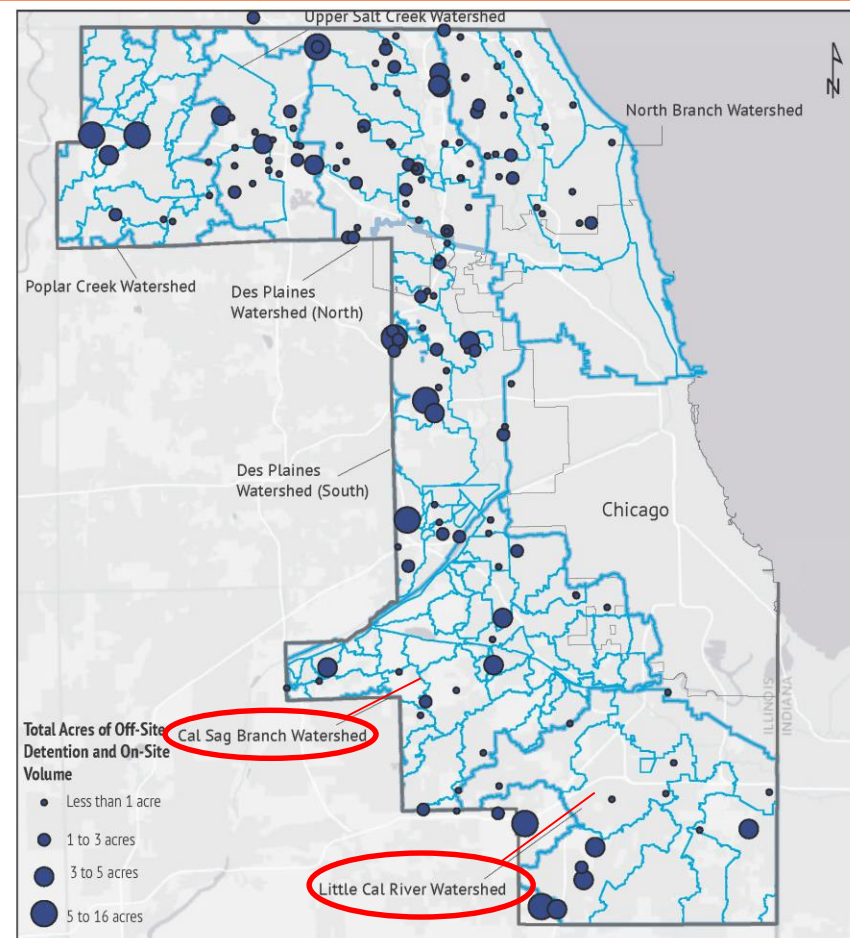 Upper Salt Creek Watershed
N
North Branch Watershed
Poplar Creek Watershed
Des Plaines
Watershed (North)
Des Plaines
Watershed (South)
Chicago
ILLINOIS
INDIANA
Total Acres of Off-Site
Detention and On-Site
Volume
Less than 1 acre
1 to 3 acres
3 to 5 acres
5 to 16 acres
Cal Sag Branch Watershed
Little Cal River Watershed